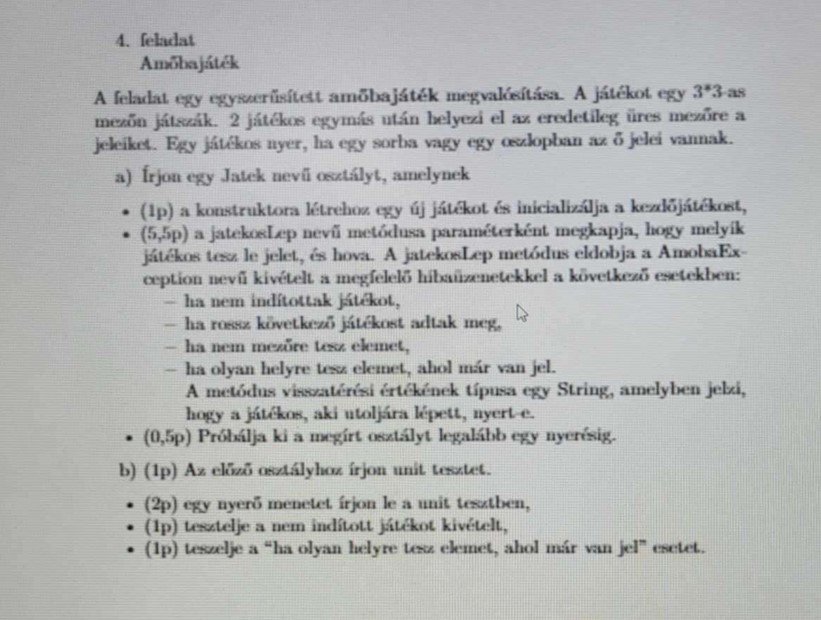 4. feladat
Amőbajáték
A feladat egy egyszerűsített amőbajáték megvalósítása. A játékot egy 3*3-as
mezőn játszák. 2 játékos egymás után helyezi el az eredetileg üres mezőre a
jeleiket. Egy játékos nyer, ha egy sorba vagy egy oszlopban az ő jelei vannak.
a) Írjon egy Jatek nevű osztályt, amelynek
• (1p) a konstruktora létrehoz egy új játékot és inicializálja a kezdőjátékost,
• (5,5p) a jatekosLep nevű metódusa paraméterként megkapja, hogy melyik
játékos tesz le jelet, és hova. A jatekosLep metódus eldobja a AmobaEx-
ception nevű kivételt a megfelelő hibaüzenetekkel a következő esetekben:
– ha nem indítottak játékot,
– ha rossz következő játékost adtak meg,
– ha nem mezőre tesz elemet,
– ha olyan helyre tesz elemet, ahol már van jel.
A metódus visszatérési értékének típusa egy String, amelyben jelzi,
hogy a játékos, aki utoljára lépett, nyert-e.
• (0,5p) Próbálja ki a megírt osztályt legalább egy nyerésig.
b) (1p) Az előző osztályhoz írjon unit tesztet.
• (2p) egy nyerő menetet írjon le a unit tesztben,
• (1p) tesztelje a nem indított játékot kivételt,
• (1p) teszelje a “ha olyan helyre tesz elemet, ahol már van jel” esetet.